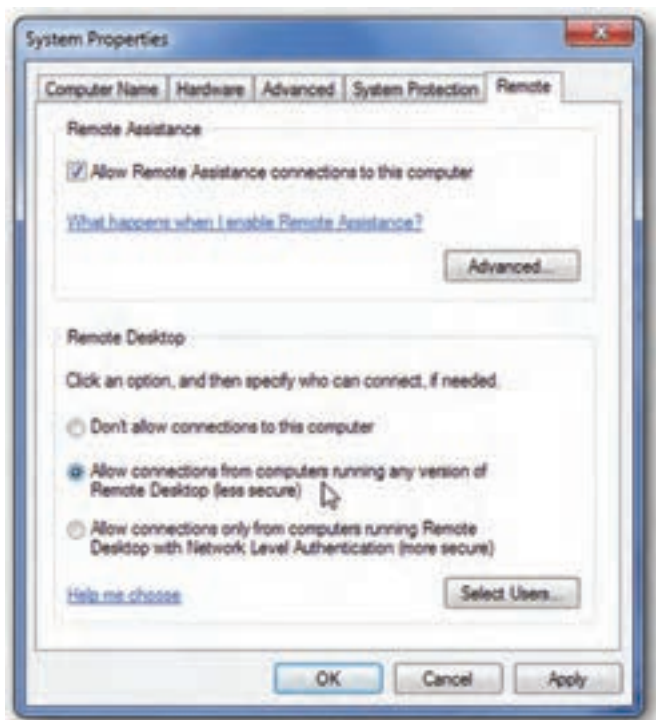 System Properties
Computer Name Hardware Advanced System Protection Remote
Remote Assistance
Allow Remote Assistance connections to this computer
What happens when I enable Remote Assistance?
Advanced...
Remote Desktop
Click an option, and then specify who can connect, if needed.
Don't allow connections to this computer
Allow connections from computers running any version of
Remote Desktop (less secure)
Allow connections only from computers running Remote
Desktop with Network Level Authentication (more secure)
Help me choose
Select Users...
OK Cancel Apply